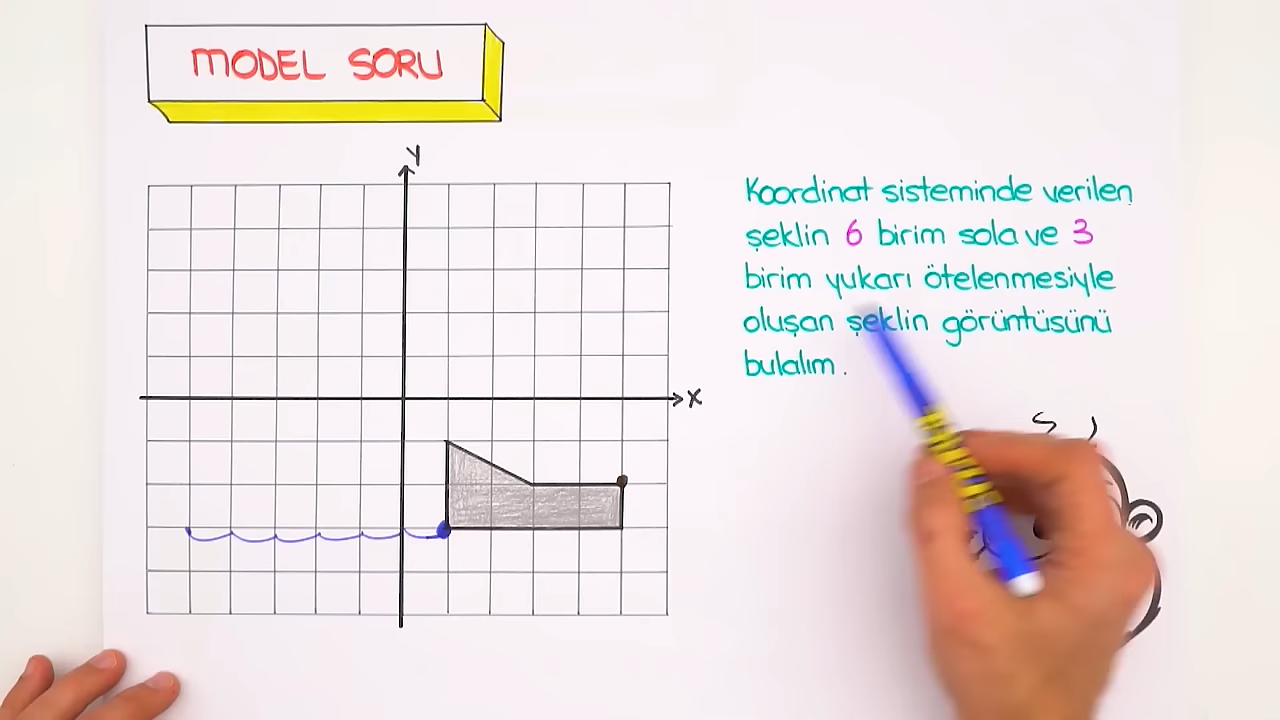 MODEL SORU
y
x
Koordinat sisteminde verilen
şeklin 6 birim sola ve 3
birim yukarı ötelenmesiyle
oluşan şeklin görüntüsünü
bulalım.